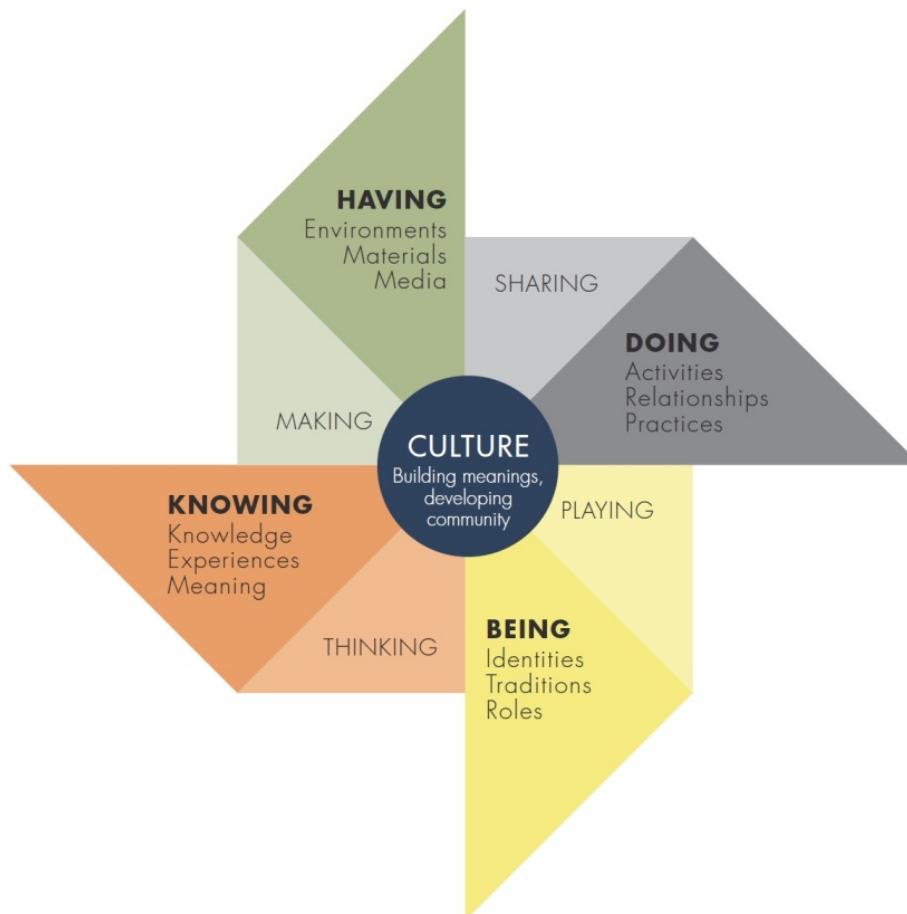 HAVING
Environments
Materials
Media
SHARING
DOING
Activities
Relationships
Practices
MAKING
CULTURE
Building meanings,
developing
community
KNOWING
Knowledge
Experiences
Meaning
PLAYING
THINKING
BEING
Identities
Traditions
Roles